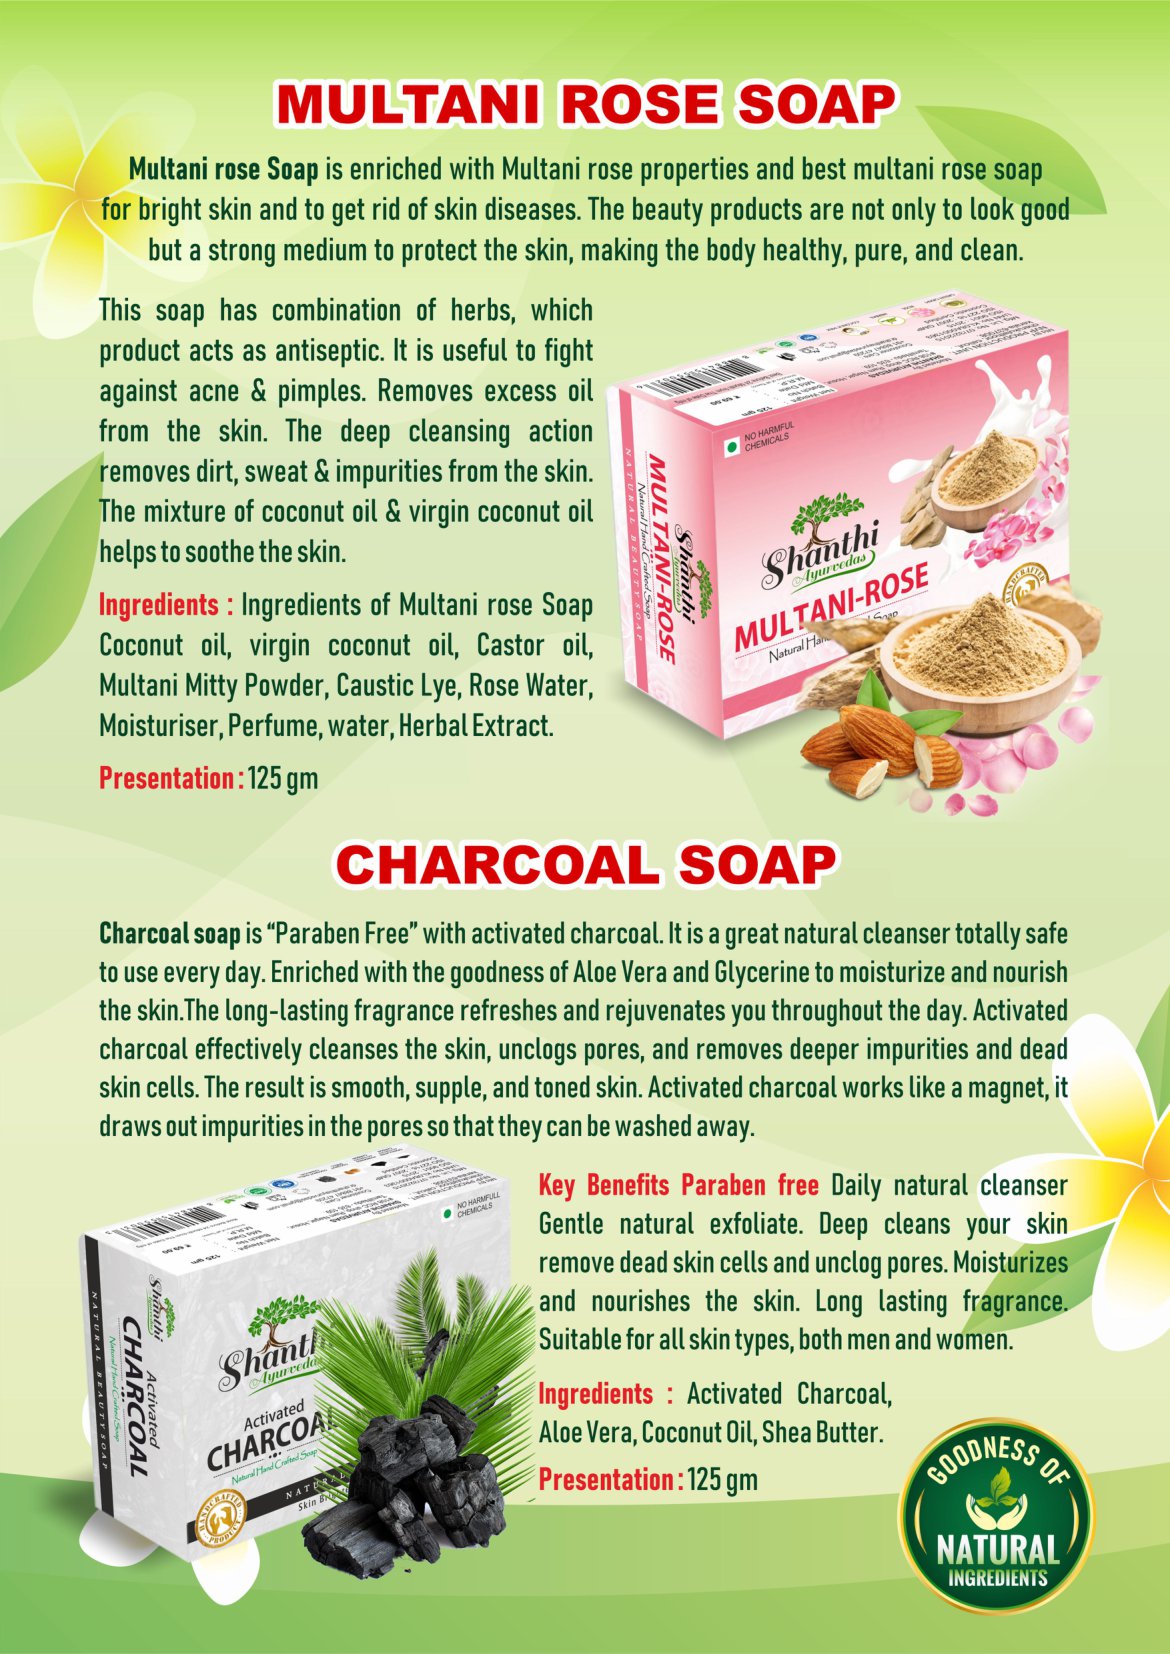 MULTANI ROSE SOAP
Multani rose Soap is enriched with Multani rose properties and best multani rose soap
for bright skin and to get rid of skin diseases. The beauty products are not only to look good
but a strong medium to protect the skin, making the body healthy, pure, and clean.
This soap has combination of herbs, which
product acts as antiseptic. It is useful to fight
against acne & pimples. Removes excess oil
from the skin. The deep cleansing action
removes dirt, sweat & impurities from the skin.
The mixture of coconut oil & virgin coconut oil
helps to soothe the skin.
Ingredients : Ingredients of Multani rose Soap
Coconut oil, virgin coconut oil, Castor oil,
Multani Mitty Powder, Caustic Lye, Rose Water,
Moisturiser, Perfume, water, Herbal Extract.
Presentation : 125 gm
NO HARMFUL
CHEMICALS
Shanthi
Ayurvedas
MULTANI-ROSE
Natural
HANDCRAFTED
NATURAL BEAUTY SOAP
MULTANI-ROSE
Natural Hand Crafted Soap
Shanthi
125 gm
CHARCOAL SOAP
Charcoal soap is “Paraben Free” with activated charcoal. It is a great natural cleanser totally safe
to use every day. Enriched with the goodness of Aloe Vera and Glycerine to moisturize and nourish
the skin.The long-lasting fragrance refreshes and rejuvenates you throughout the day. Activated
charcoal effectively cleanses the skin, unclogs pores, and removes deeper impurities and dead
skin cells. The result is smooth, supple, and toned skin. Activated charcoal works like a magnet, it
draws out impurities in the pores so that they can be washed away.
Key Benefits Paraben free Daily natural cleanser
Gentle natural exfoliate. Deep cleans your skin
remove dead skin cells and unclog pores. Moisturizes
and nourishes the skin. Long lasting fragrance.
Suitable for all skin types, both men and women.
Ingredients : Activated Charcoal,
Aloe Vera, Coconut Oil, Shea Butter.
Presentation : 125 gm
NO HARMFULL
CHEMICALS
125 gm
Shanthi
Ayurvedas
Activated
CHARCOAL
Natural Hand Crafted Soap
NATURAL BEAUTY SOAP
Shanthi
Activated
CHARCOAL
Natural Hand Crafted Soap
HANDCRAFTED
PRODUCT
Skin
GOODNESS OF
NATURAL
INGREDIENTS